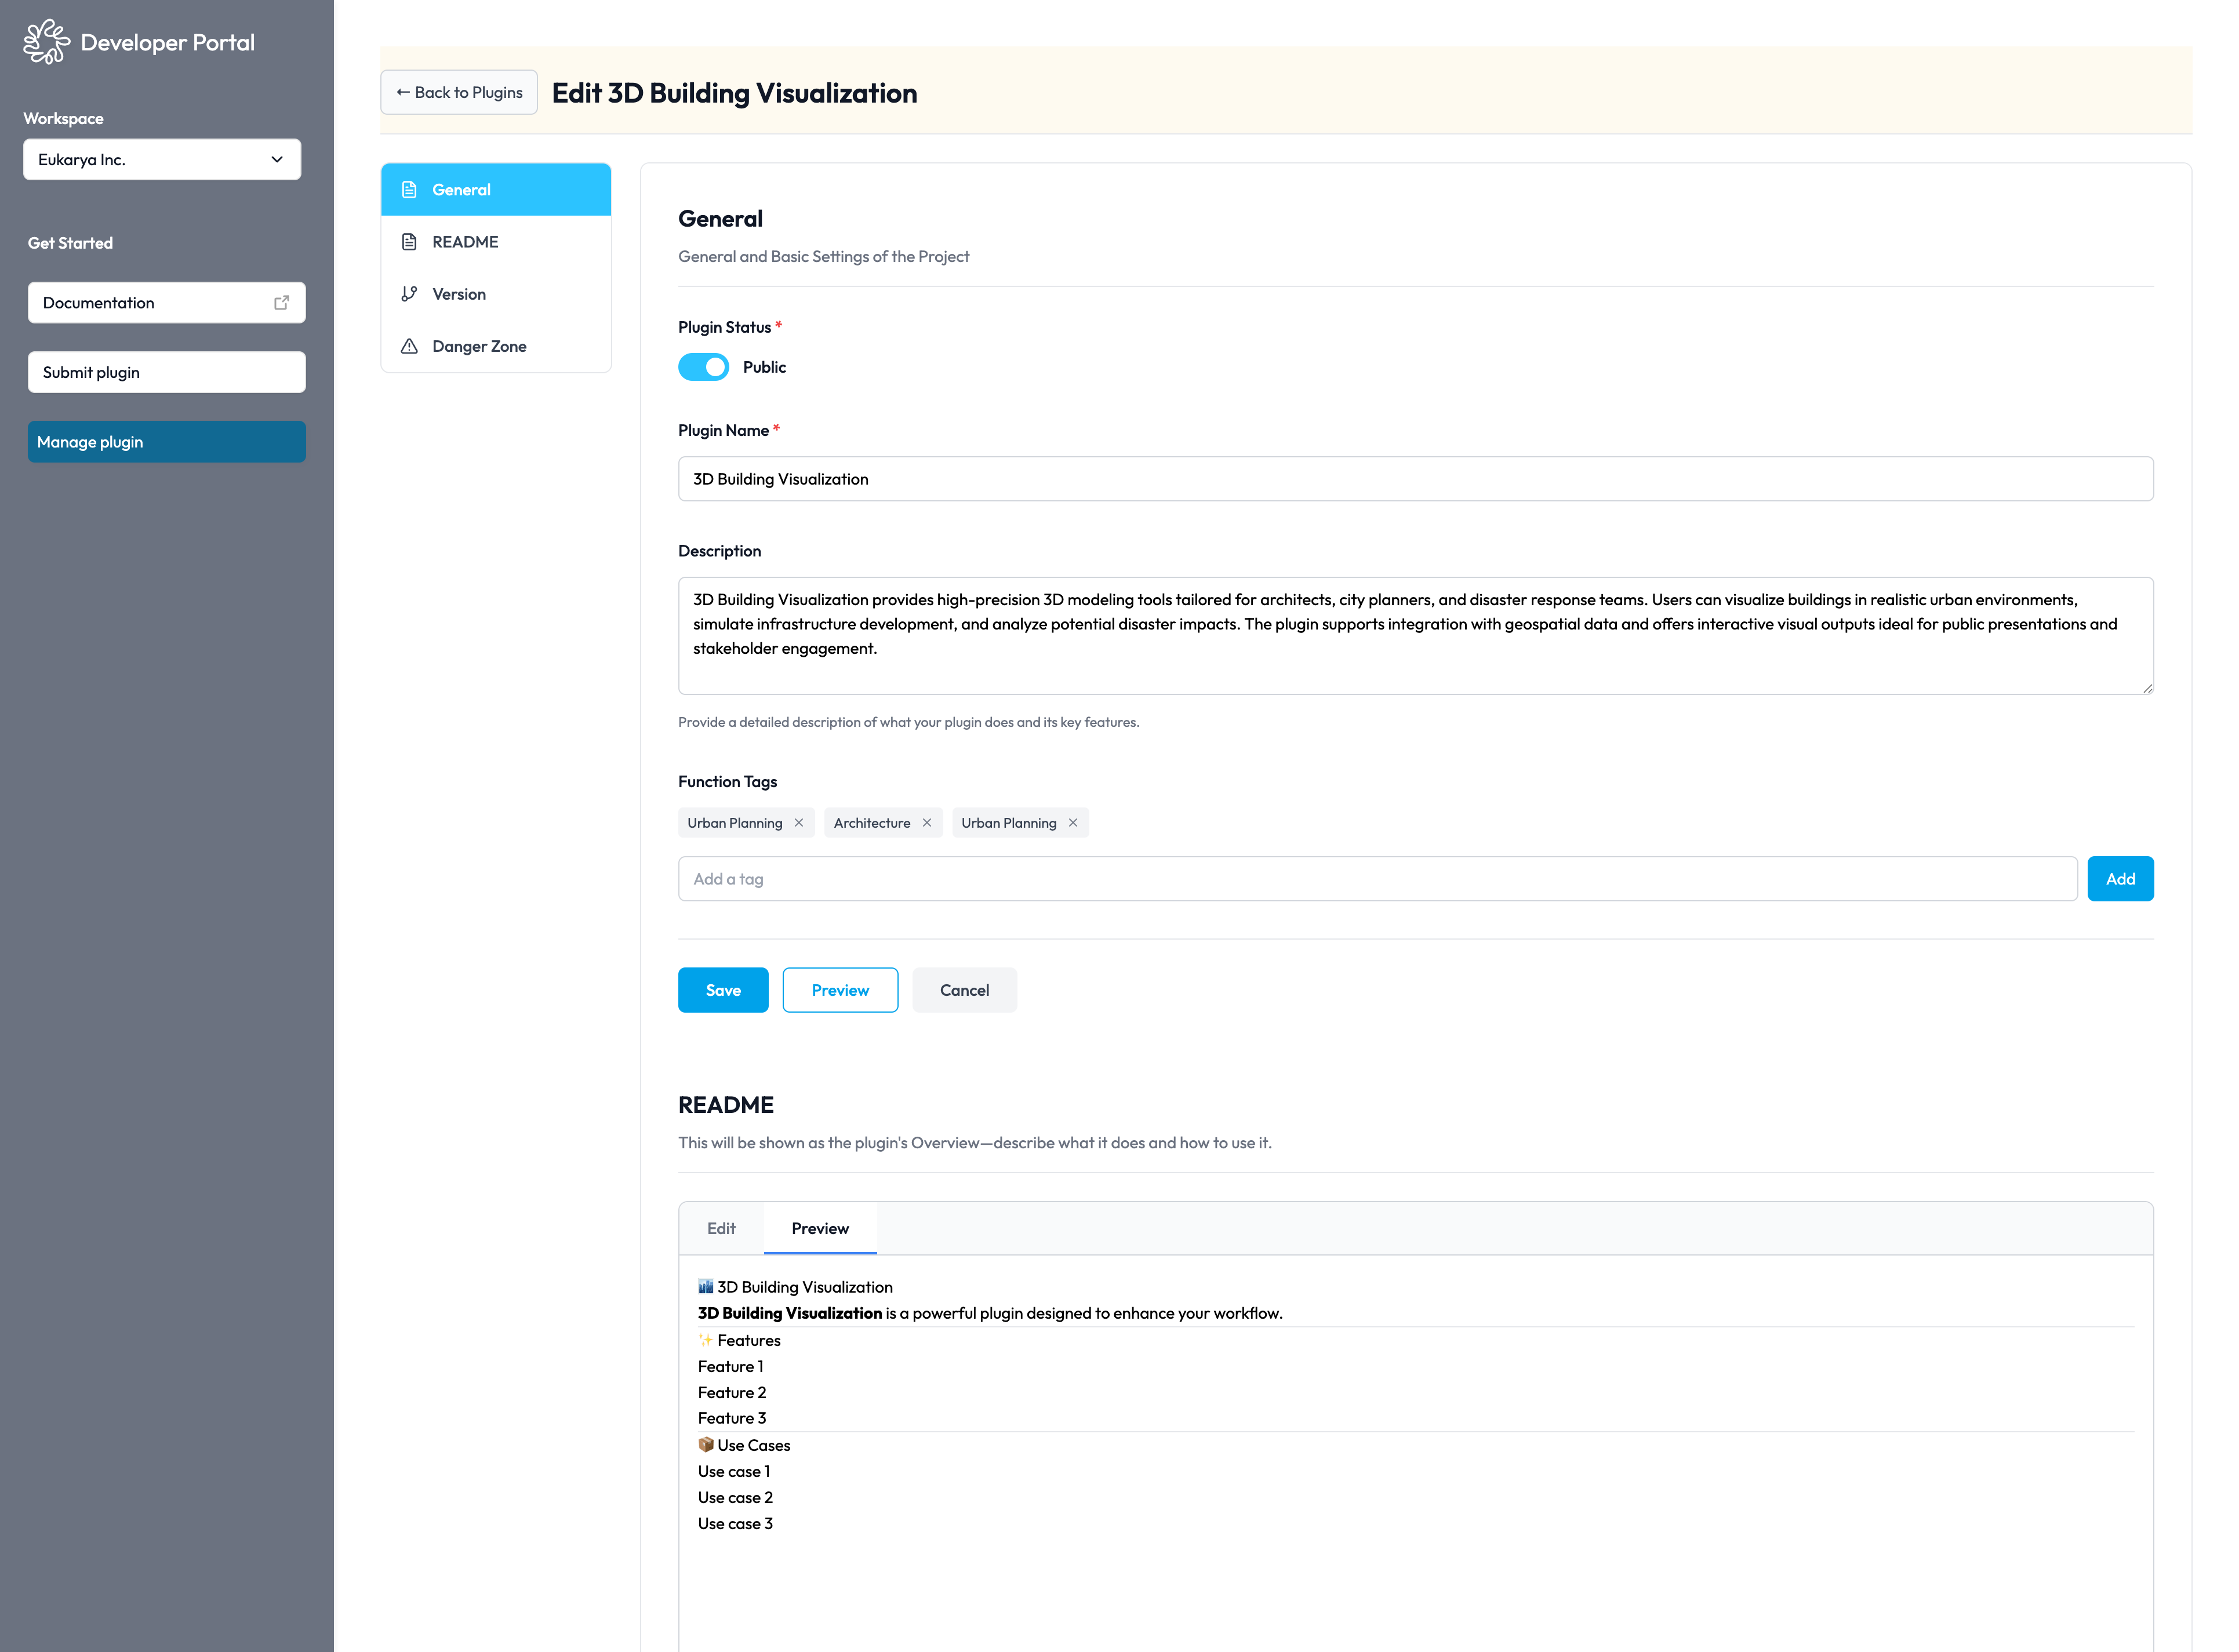 Developer Portal
Workspace
Eukarya Inc.
Get Started
Documentation
Submit plugin
Manage plugin
← Back to Plugins
Edit 3D Building Visualization
General
README
Version
Danger Zone
General
General and Basic Settings of the Project
Plugin Status *
Public
Plugin Name *
3D Building Visualization
Description
3D Building Visualization provides high-precision 3D modeling tools tailored for architects, city planners, and disaster response teams. Users can visualize buildings in realistic urban environments,
simulate infrastructure development, and analyze potential disaster impacts. The plugin supports integration with geospatial data and offers interactive visual outputs ideal for public presentations and
stakeholder engagement.
Provide a detailed description of what your plugin does and its key features.
Function Tags
Urban Planning × Architecture × Urban Planning ×
Add a tag
Add
Save Preview Cancel
README
This will be shown as the plugin's Overview—describe what it does and how to use it.
Edit Preview
🏙️ 3D Building Visualization
3D Building Visualization is a powerful plugin designed to enhance your workflow.
✨ Features
Feature 1
Feature 2
Feature 3
📦 Use Cases
Use case 1
Use case 2
Use case 3